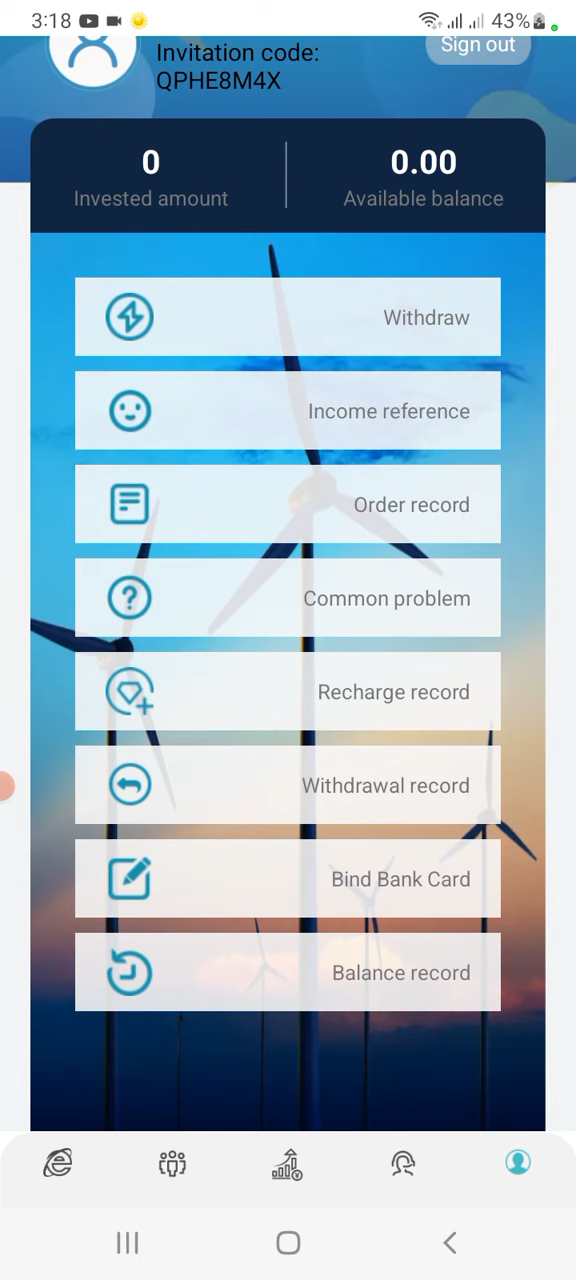 3:18
43%
Invitation code:
QPHE8M4X
Sign out
0
0.00
Invested amount
Available balance
Withdraw
Income reference
Order record
Common problem
Recharge record
Withdrawal record
Bind Bank Card
Balance record